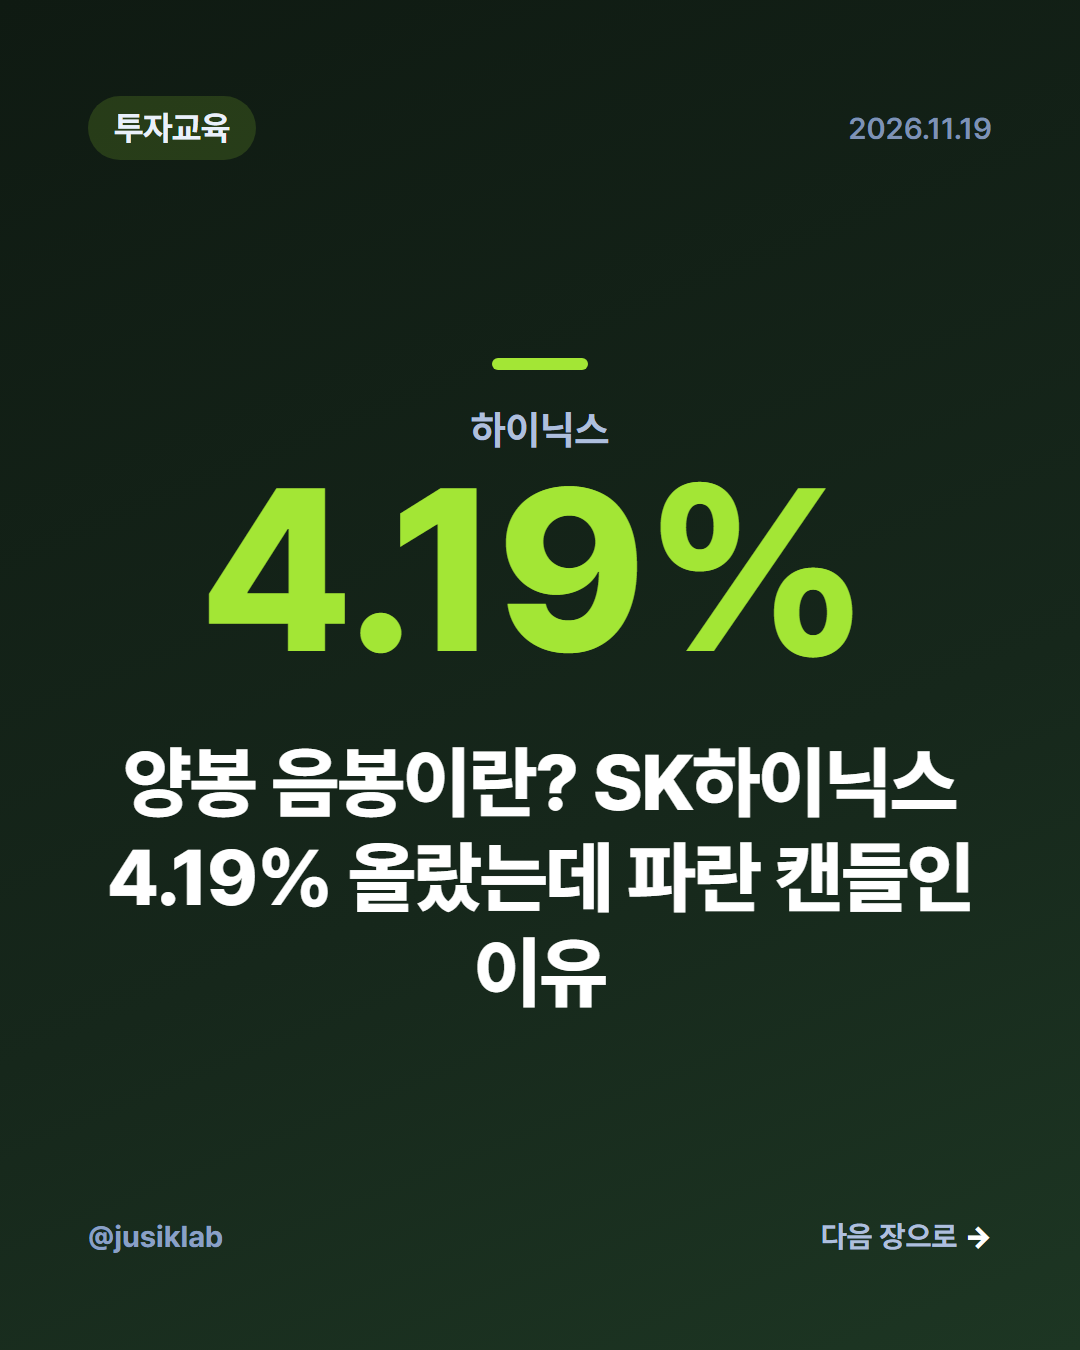 투자교육
2026.11.19
하이닉스
4.19%
양봉 음봉이란? SK하이닉스
4.19% 올랐는데 파란 캔들인
이유
@jusiklab
다음 장으로 →